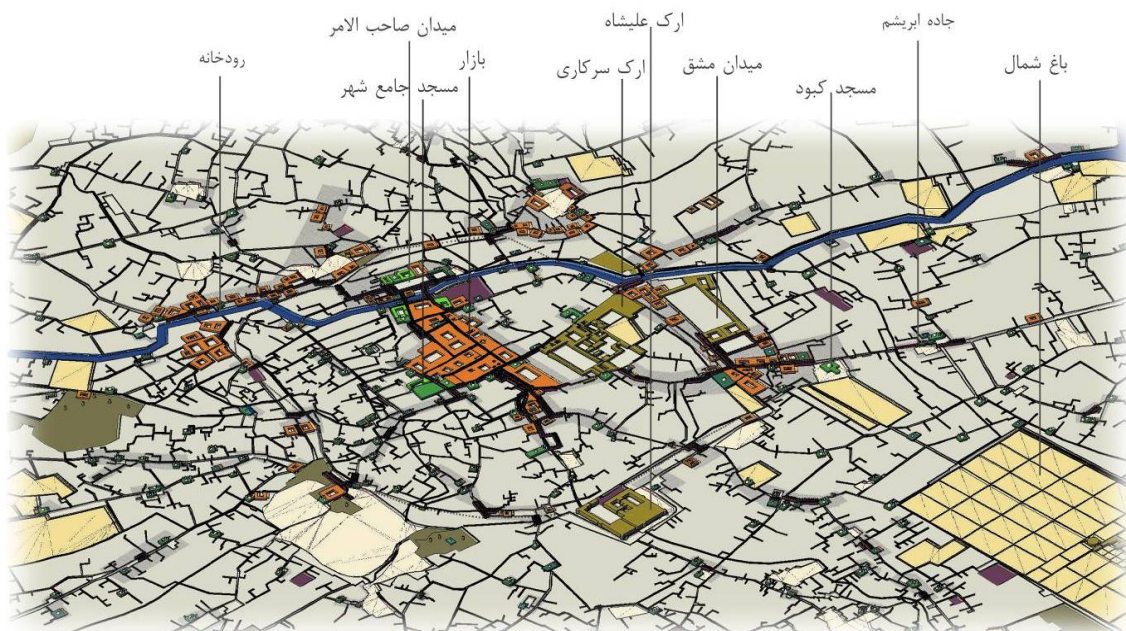 باغ شمال
جاده ابریشم
مسجد کبود
میدان مشق
ارک علیشاه
ارک سرکاری
بازار
میدان صاحب الامر
مسجد جامع شهر
رودخانه